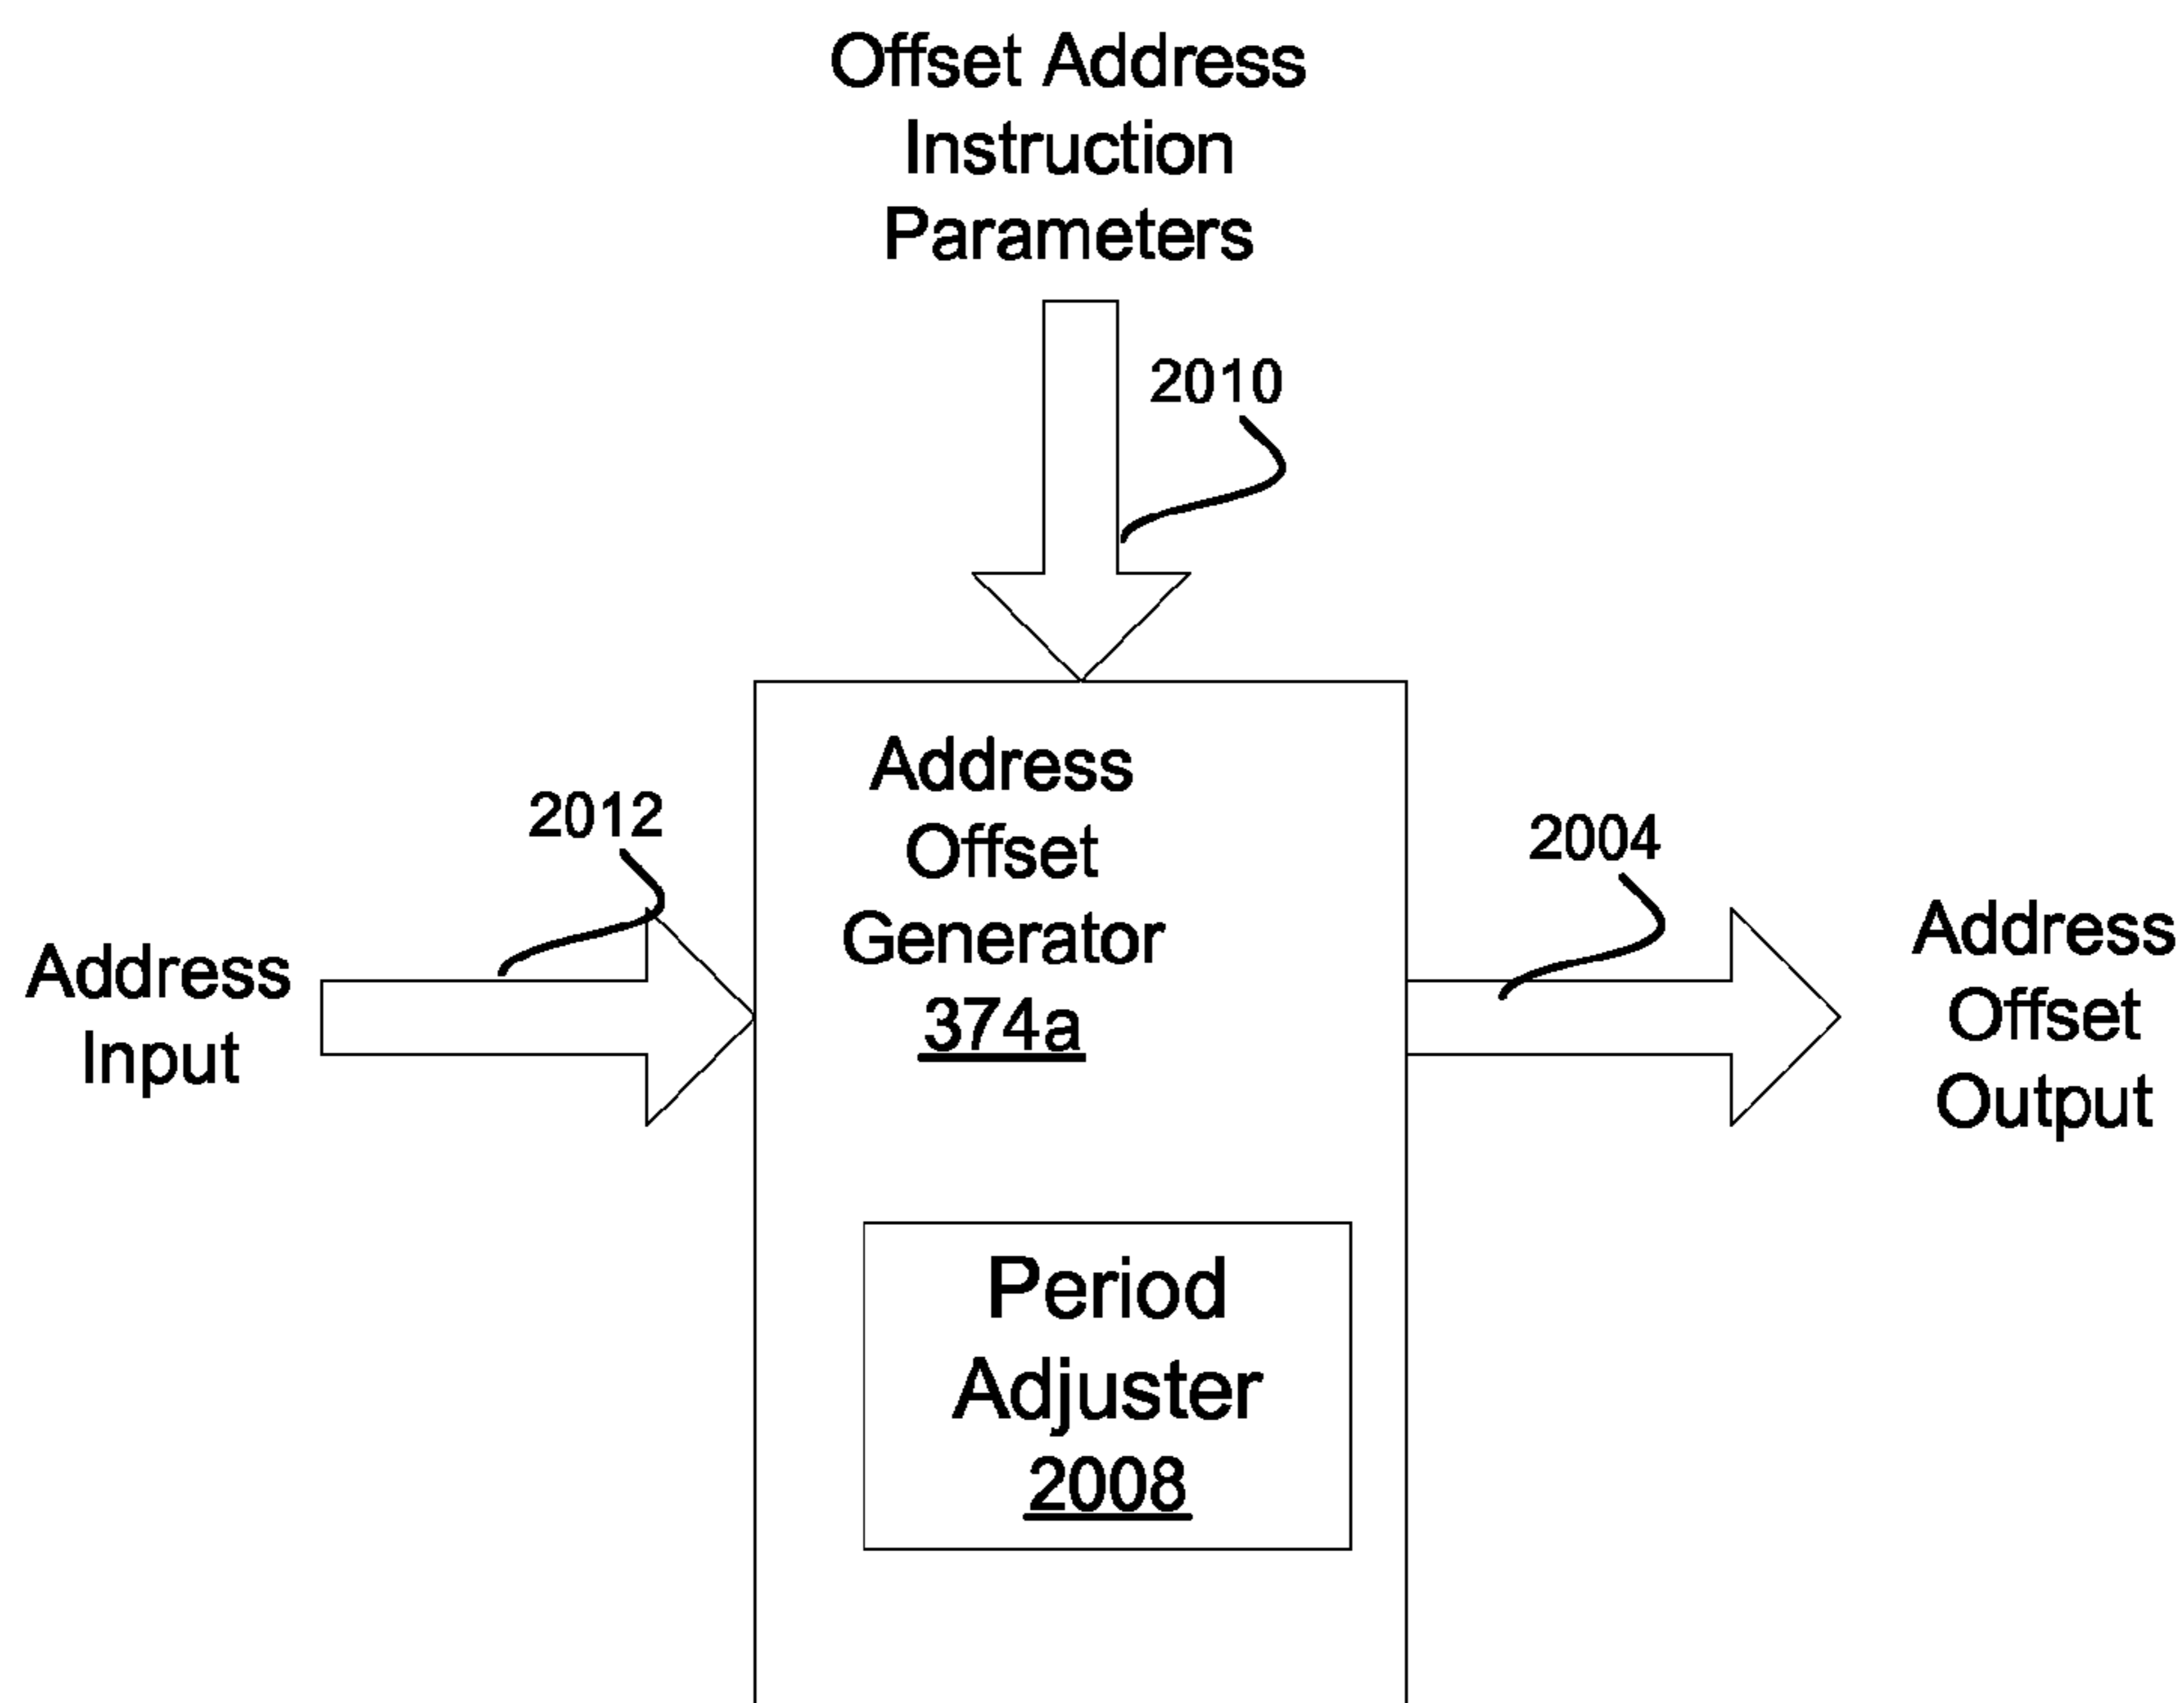 Offset Address
Instruction
Parameters
2010
Address
Offset
Generator
374a
2012
Address
Input
2004
Address
Offset
Output
Period
Adjuster
2008